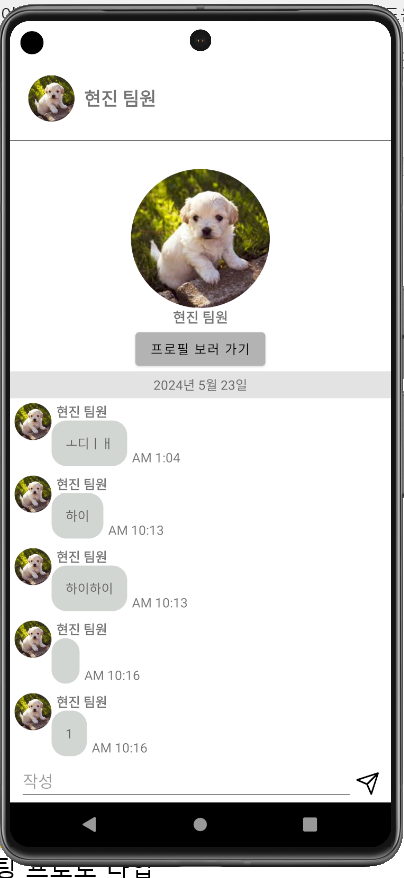 현진 팀원
현진 팀원
프로필 보러 가기
2024년 5월 23일
현진 팀원
ㅗ디ㅣㅐ
AM 1:04
현진 팀원
하이
AM 10:13
현진 팀원
하이하이
AM 10:13
현진 팀원
AM 10:16
현진 팀원
1
AM 10:16
작성